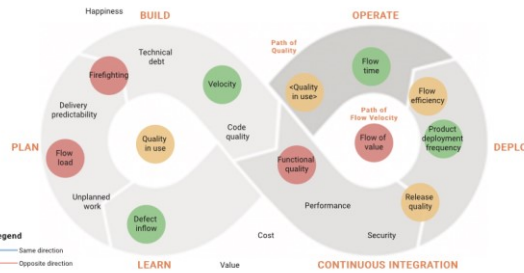 Happiness
BUILD
OPERATE
Path of
Quality
Technical
debt
Flow
time
Firefighting
Velocity
<Quality
in use>
Flow
efficiency
Delivery
predictability
Path of
Flow Velocity
Code
quality
Product
deployment
frequency
PLAN
Quality
in use
Flow of
value
DEPLO
Flow
load
Functional
quality
Unplanned
work
Performance
Release
quality
Defect
inflow
Cost
Security
egend
Same direction
Opposite direction
LEARN
Value
CONTINUOUS INTEGRATION